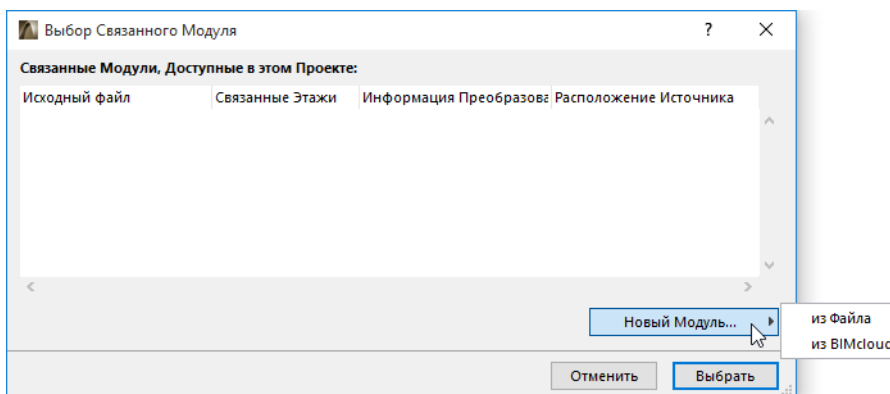 Выбор Связанного Модуля ?
Связанные Модули, Доступные в этом Проекте:
Исходный файл Связанные Этажи Информация Преобразова Расположение Источника
Новый Модуль...
из Файла
из BIMcloud
Отменить Выбрать